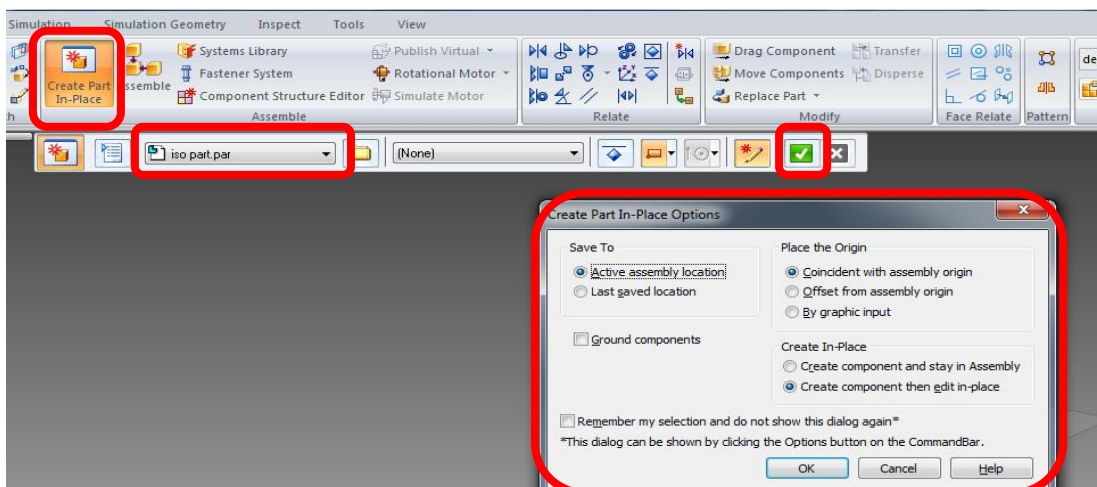 Simulation Simulation Geometry Inspect Tools View
Systems Library Publish Virtual Drag Component Transfer
Create Part In-Place Assemble Fastener System Rotational Motor Move Components Disperse
Component Structure Editor Simulate Motor Replace Part
Assemble Relate Modify Face Relate Pattern
iso part.par (None)
Create Part In-Place Options
Save To Place the Origin
Active assembly location Coincident with assembly origin
Last saved location Offset from assembly origin
By graphic input
Ground components
Create In-Place
Create component and stay in Assembly
Create component then edit in-place
Remember my selection and do not show this dialog again*
*This dialog can be shown by clicking the Options button on the CommandBar.
OK Cancel Help